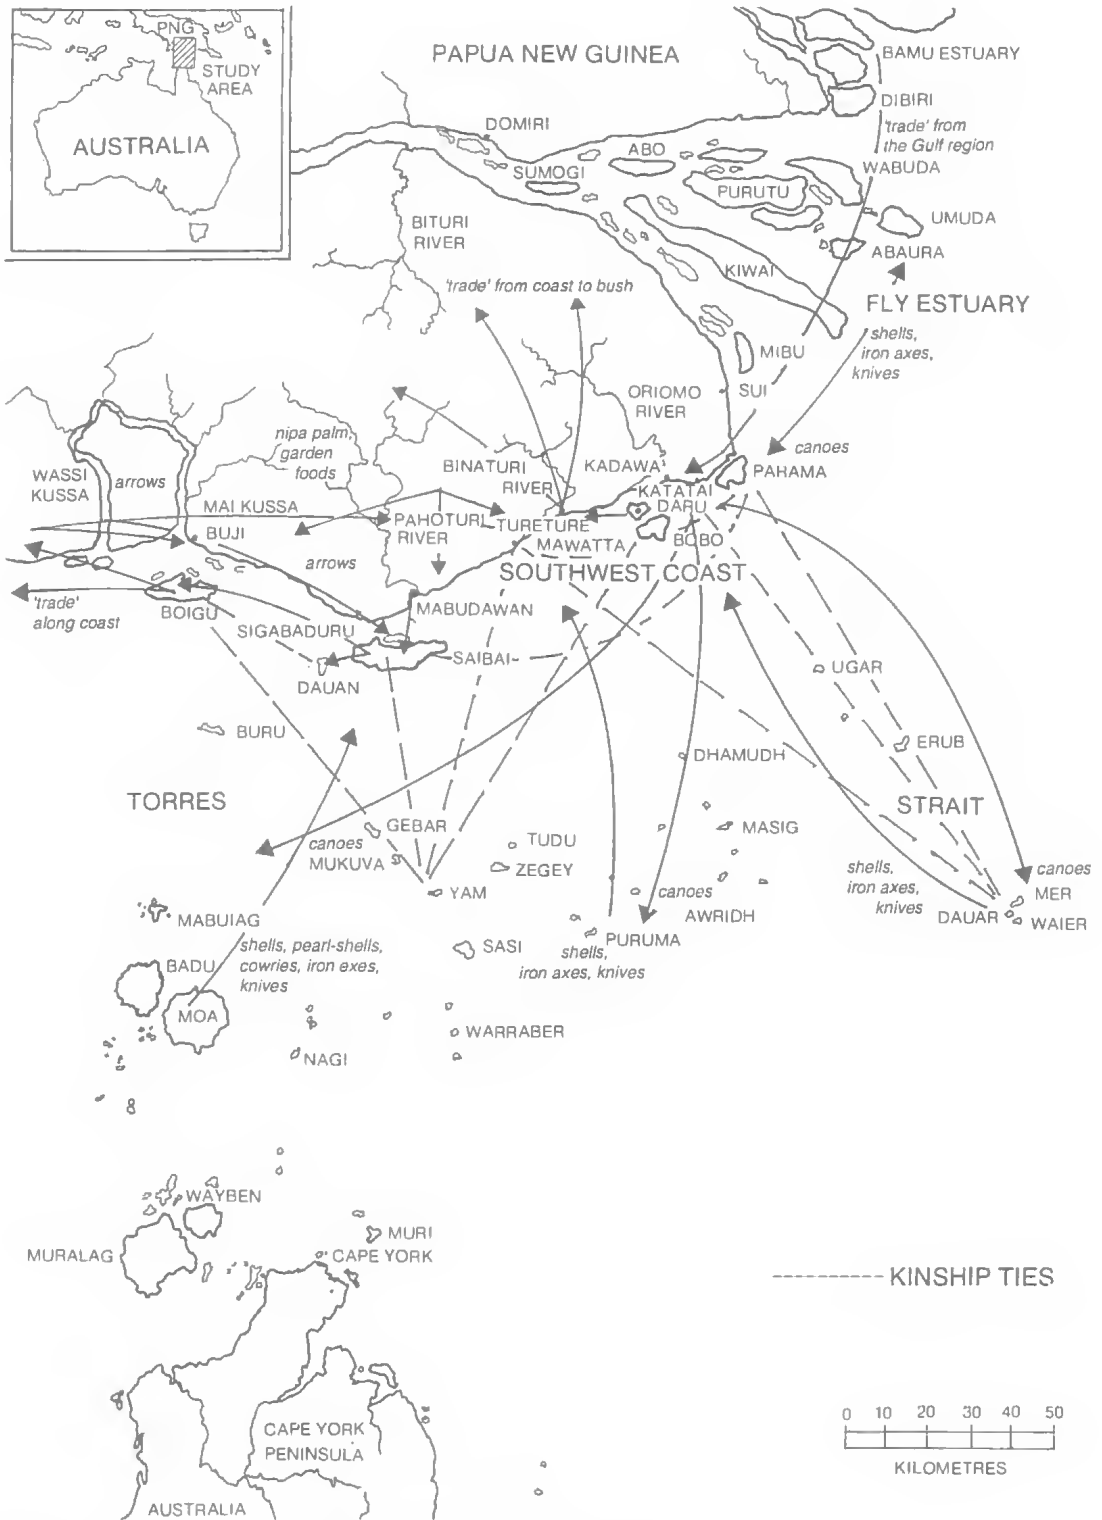 PNG
STUDY
AREA
AUSTRALIA
PAPUA NEW GUINEA
BAMU ESTUARY
DIBIRI
'trade' from
the Gulf region
DOMIRI
ABO
WABUDA
SUMOGI
PURUTU
UMUDA
BITURI
RIVER
ABAURA
KIWAI
'trade' from coast to bush
FLY ESTUARY
shells,
iron axes,
knives
MIBU
ORIOMO
RIVER
SUI
nipa palm,
garden
foods
canoes
WASSI
KUSSA
arrows
BINATURI
RIVER
KADAWA
PARAMA
KATATAI
DARU
MAI KUSSA
PAHOTURI
RIVER
TURETURE
BUJI
MAWATTA
BOBO
arrows
SOUTHWEST COAST
'trade'
along coast
BOIGU
MABUDAWAN
SIGABADURU
SAIBAI
UGAR
DAUAN
BURU
ERUB
DHAMUDH
TORRES
STRAIT
GEBAR
MASIG
canoes
TUDU
MUKUVA
ZEGEY
shells,
iron axes,
knives
canoes
MER
YAM
canoes
MABUIAG
AWRIDH
DAUAR
WAIER
PURUMA
shells, pearl-shells,
cowries, iron exes,
knives
SASI
shells,
iron axes, knives
BADU
MOA
WARRABER
NAGI
WAYBEN
MURI
MURALAG
CAPE YORK
KINSHIP TIES
0 10 20 30 40 50
KILOMETRES
CAPE YORK
PENINSULA
AUSTRALIA